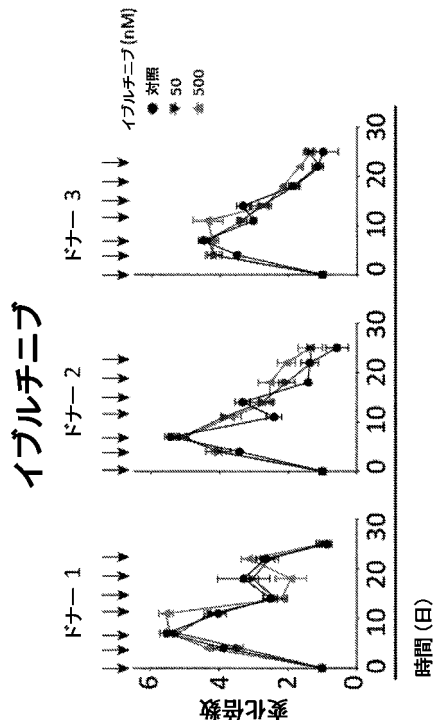 イブルチニブ
ドナー 1
ドナー 2
ドナー 3
イブルチニブ (nM)
対照
50
500
変化倍数
6
4
2
0
0 10 20 30
0 10 20 30
0 10 20 30
時間 (日)